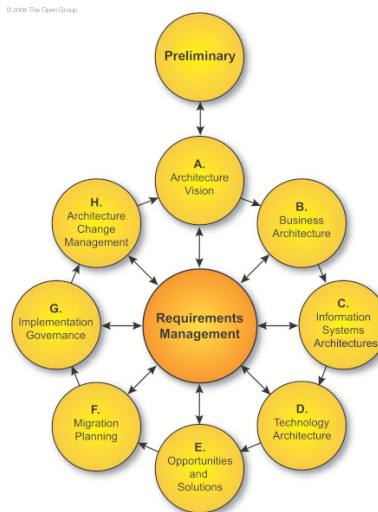 © 2008 The Open Group
Preliminary
A.
Architecture
Vision
B.
Business
Architecture
C.
Information
Systems
Architectures
D.
Technology
Architecture
E.
Opportunities
and
Solutions
F.
Migration
Planning
G.
Implementation
Governance
H.
Architecture
Change
Management
Requirements
Management